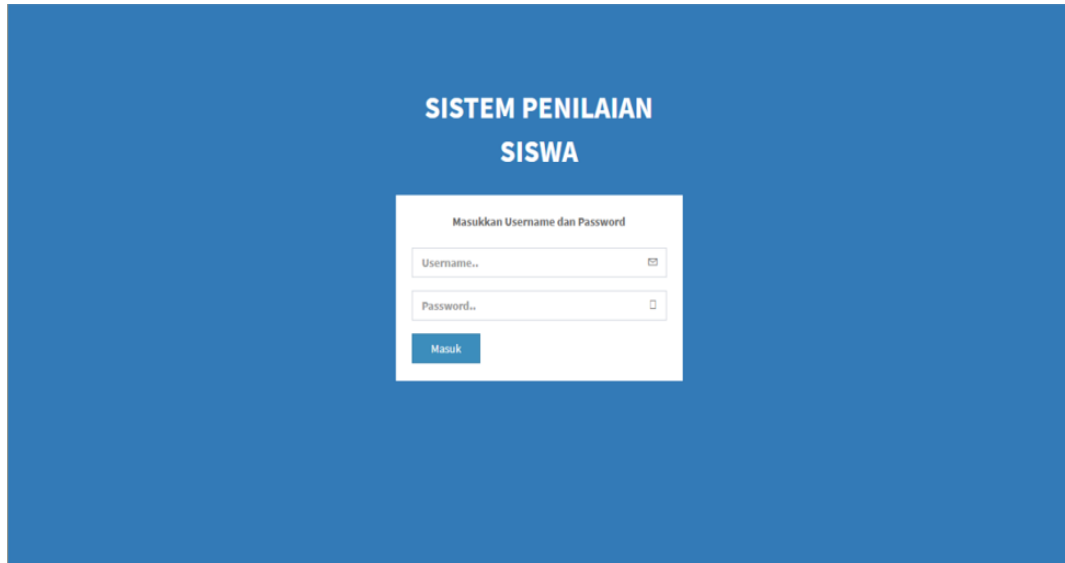 SISTEM PENILAIAN
SISWA
Masukkan Username dan Password
Username..
Password..
Masuk